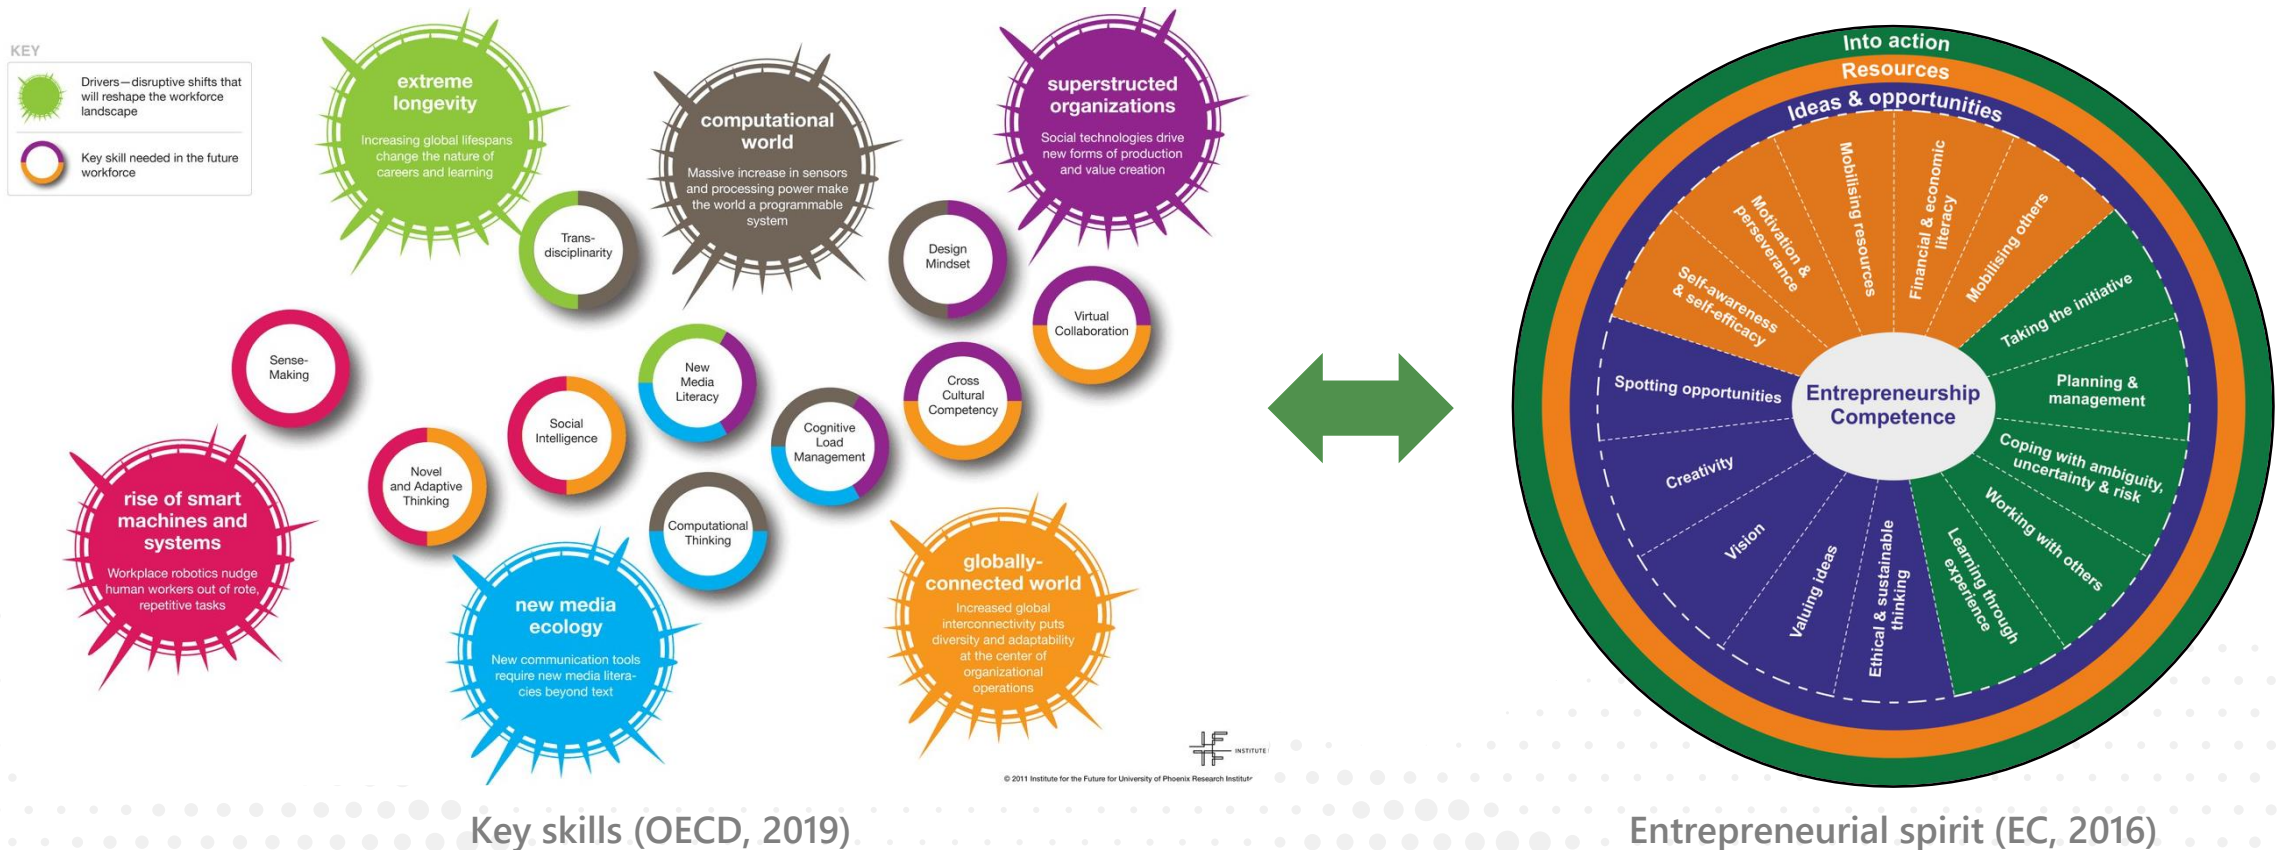 KEY
Drivers—disruptive shifts that
will reshape the workforce
landscape
Key skill needed in the future
workforce
extreme
longevity
Increasing global lifespans
change the nature of
careers and learning
computational
world
Massive increase in sensors
and processing power make
the world a programmable
system
superstructed
organizations
Social technologies drive
new forms of production
and value creation
Trans-
disciplinarity
Design
Mindset
Virtual
Collaboration
Sense-
Making
New
Media
Literacy
Social
Intelligence
Cross
Cultural
Competency
Cognitive
Load
Management
Novel
and Adaptive
Thinking
Computational
Thinking
rise of smart
machines and
systems
Workplace robotics nudge
human workers out of rote,
repetitive tasks
new media
ecology
New communication tools
require new media litera-
cies beyond text
globally-
connected world
Increased global
interconnectivity puts
diversity and adaptability
at the center of
organizational
operations
INSTITUTE
© 2011 Institute for the Future for University of Phoenix Research Institute
Key skills (OECD, 2019)
Into action
Resources
Ideas & opportunities
Self-awareness
& self-efficacy
Motivation &
perseverance
Mobilising resources
Financial & economic
literacy
Mobilising others
Taking the initiative
Planning &
management
Coping with ambiguity,
uncertainty & risk
Working with others
Learning through
experience
Ethical & sustainable
thinking
Valuing ideas
Vision
Creativity
Spotting opportunities
Entrepreneurship
Competence
Entrepreneurial spirit (EC, 2016)